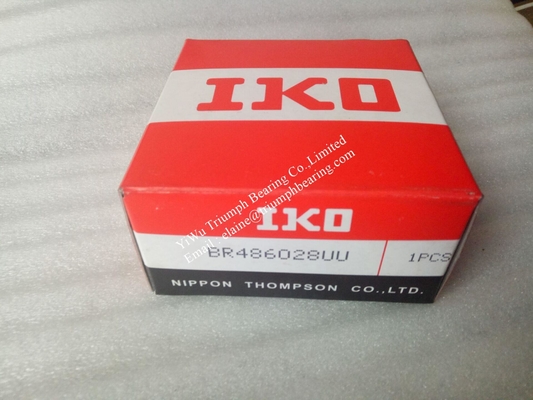 IKO
YiWu Triumph Bearing Co.,Limited
Email: elaine@triumphbearing.com
IKO
BR486028UU 1PCS
NIPPON THOMPSON CO.,LTD.